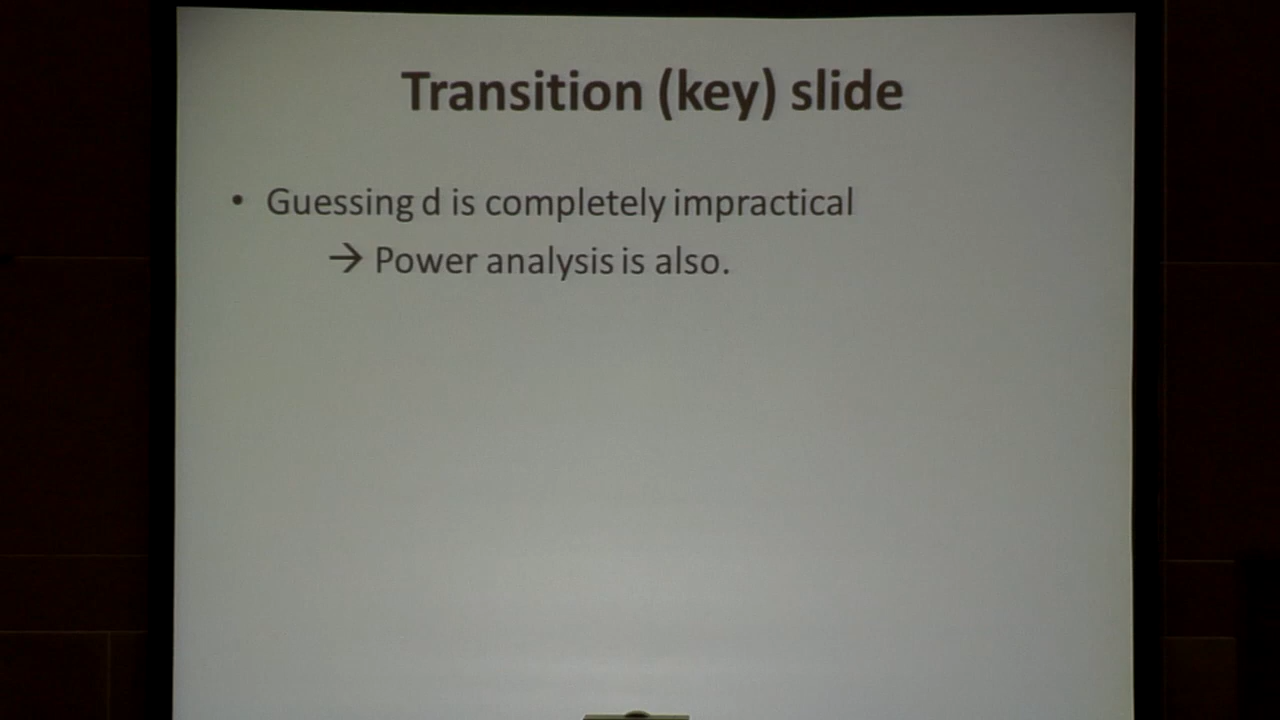 Transition (key) slide
• Guessing d is completely impractical
→ Power analysis is also.